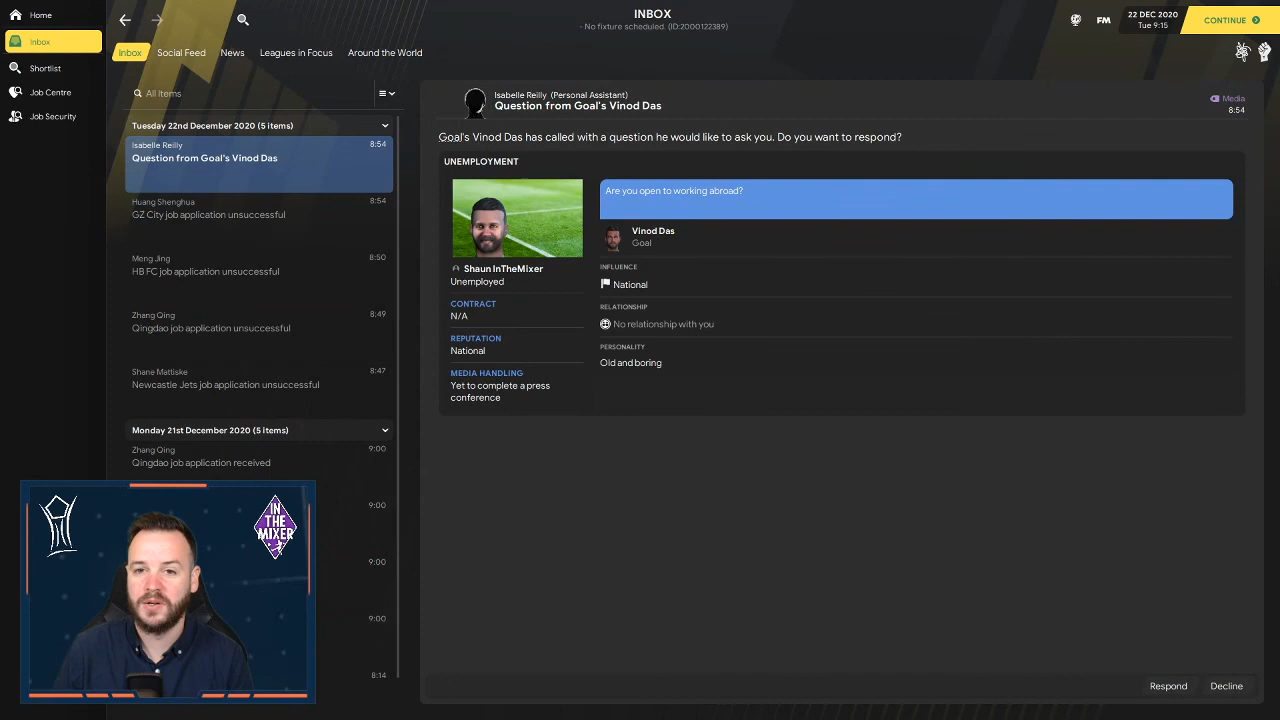 Home
Inbox
Shortlist
Job Centre
Job Security
INBOX
- No fixture scheduled. (ID:2000122389)
FM
22 DEC 2020
Tue 9:15
CONTINUE
Inbox
Social Feed
News
Leagues in Focus
Around the World
All Items
Tuesday 22nd December 2020 (5 items)
Isabelle Reilly
8:54
Question from Goal's Vinod Das
Huang Shenghua
8:54
GZ City job application unsuccessful
Meng Jing
8:50
HB FC job application unsuccessful
Zhang Qing
8:49
Qingdao job application unsuccessful
Shane Mattiske
8:47
Newcastle Jets job application unsuccessful
Monday 21st December 2020 (5 items)
Zhang Qing
9:00
Qingdao job application received
9:00
9:00
9:00
8:14
IN
THE
MIXER
Isabelle Reilly (Personal Assistant)
Question from Goal's Vinod Das
Media
8:54
Goal's Vinod Das has called with a question he would like to ask you. Do you want to respond?
UNEMPLOYMENT
Shaun InTheMixer
Unemployed
CONTRACT
N/A
REPUTATION
National
MEDIA HANDLING
Yet to complete a press
conference
Are you open to working abroad?
Vinod Das
Goal
INFLUENCE
National
RELATIONSHIP
No relationship with you
PERSONALITY
Old and boring
Respond
Decline